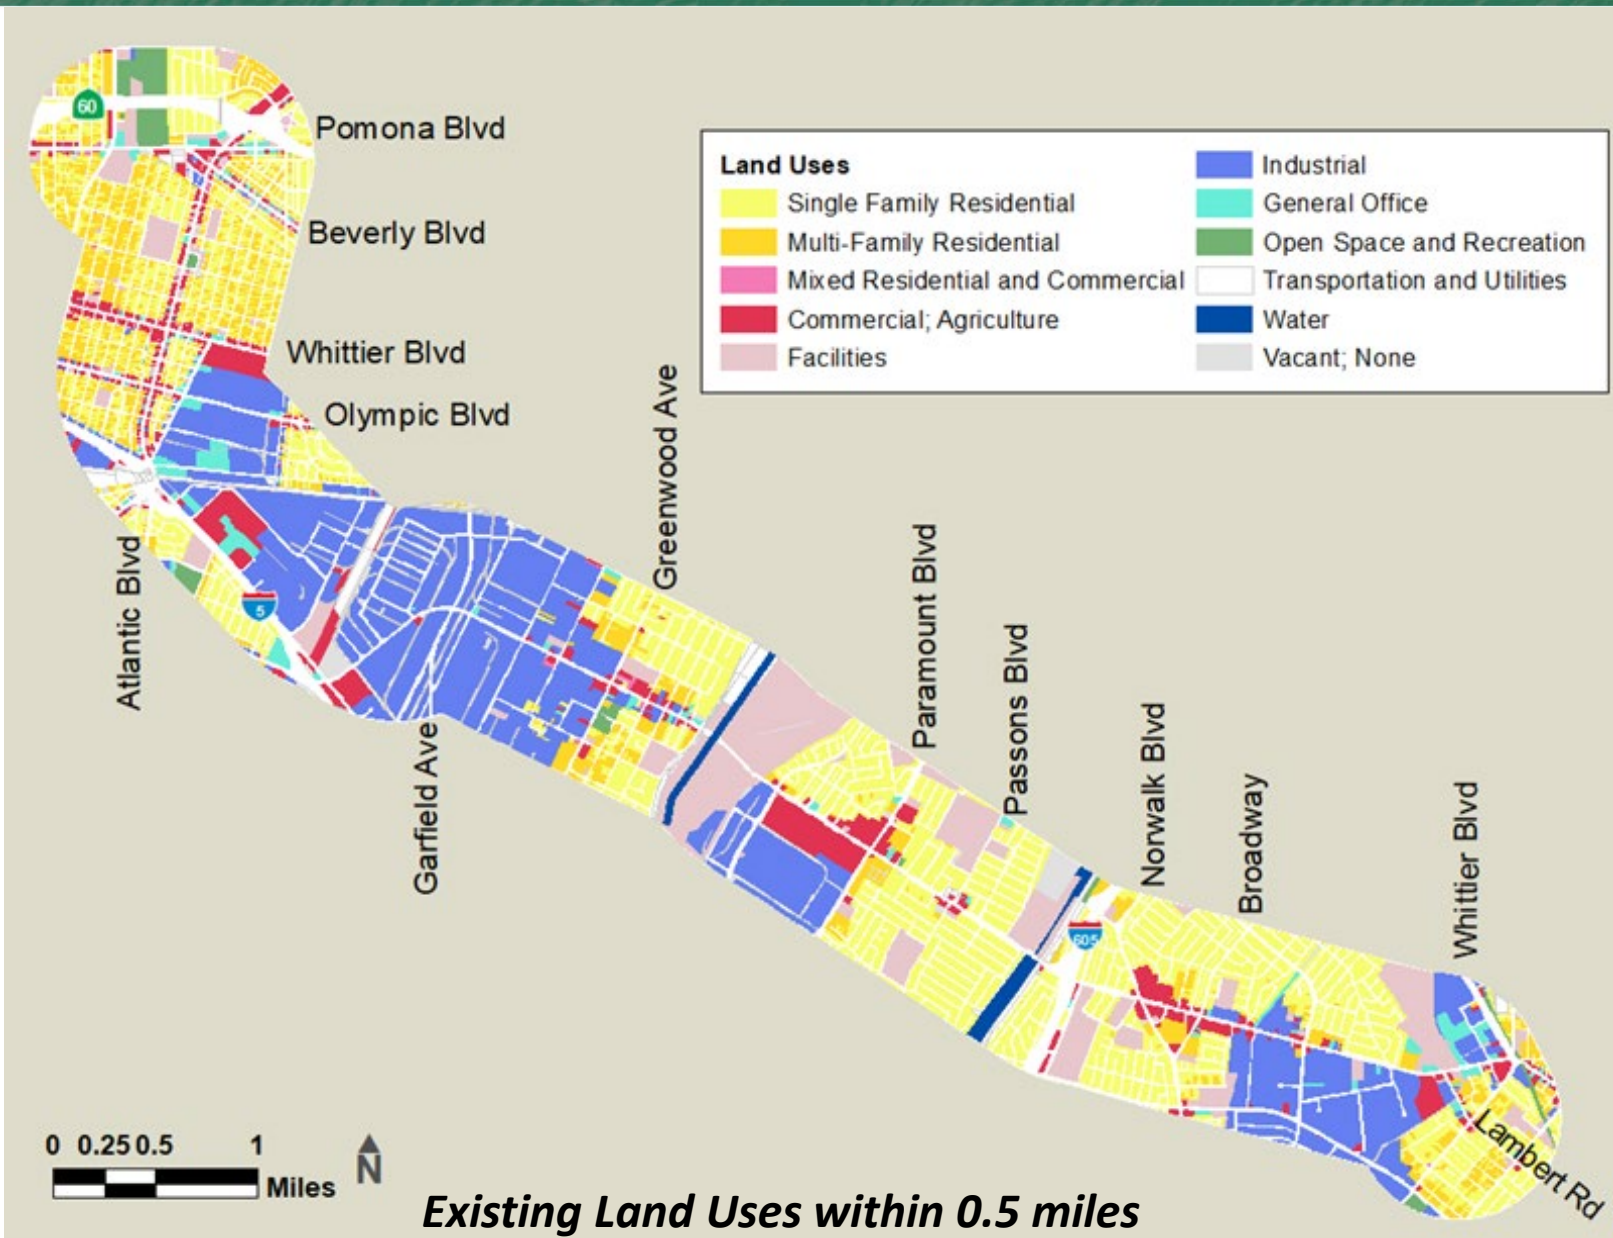 60
Pomona Blvd
Beverly Blvd
Whittier Blvd
Olympic Blvd
Land Uses
Single Family Residential
Multi-Family Residential
Mixed Residential and Commercial
Commercial; Agriculture
Facilities
Industrial
General Office
Open Space and Recreation
Transportation and Utilities
Water
Vacant; None
Greenwood Ave
Atlantic Blvd
5
Garfield Ave
Paramount Blvd
Passons Blvd
Norwalk Blvd
Broadway
Whittier Blvd
605
Lambert Rd
0 0.25 0.5 1
Miles
N
Existing Land Uses within 0.5 miles